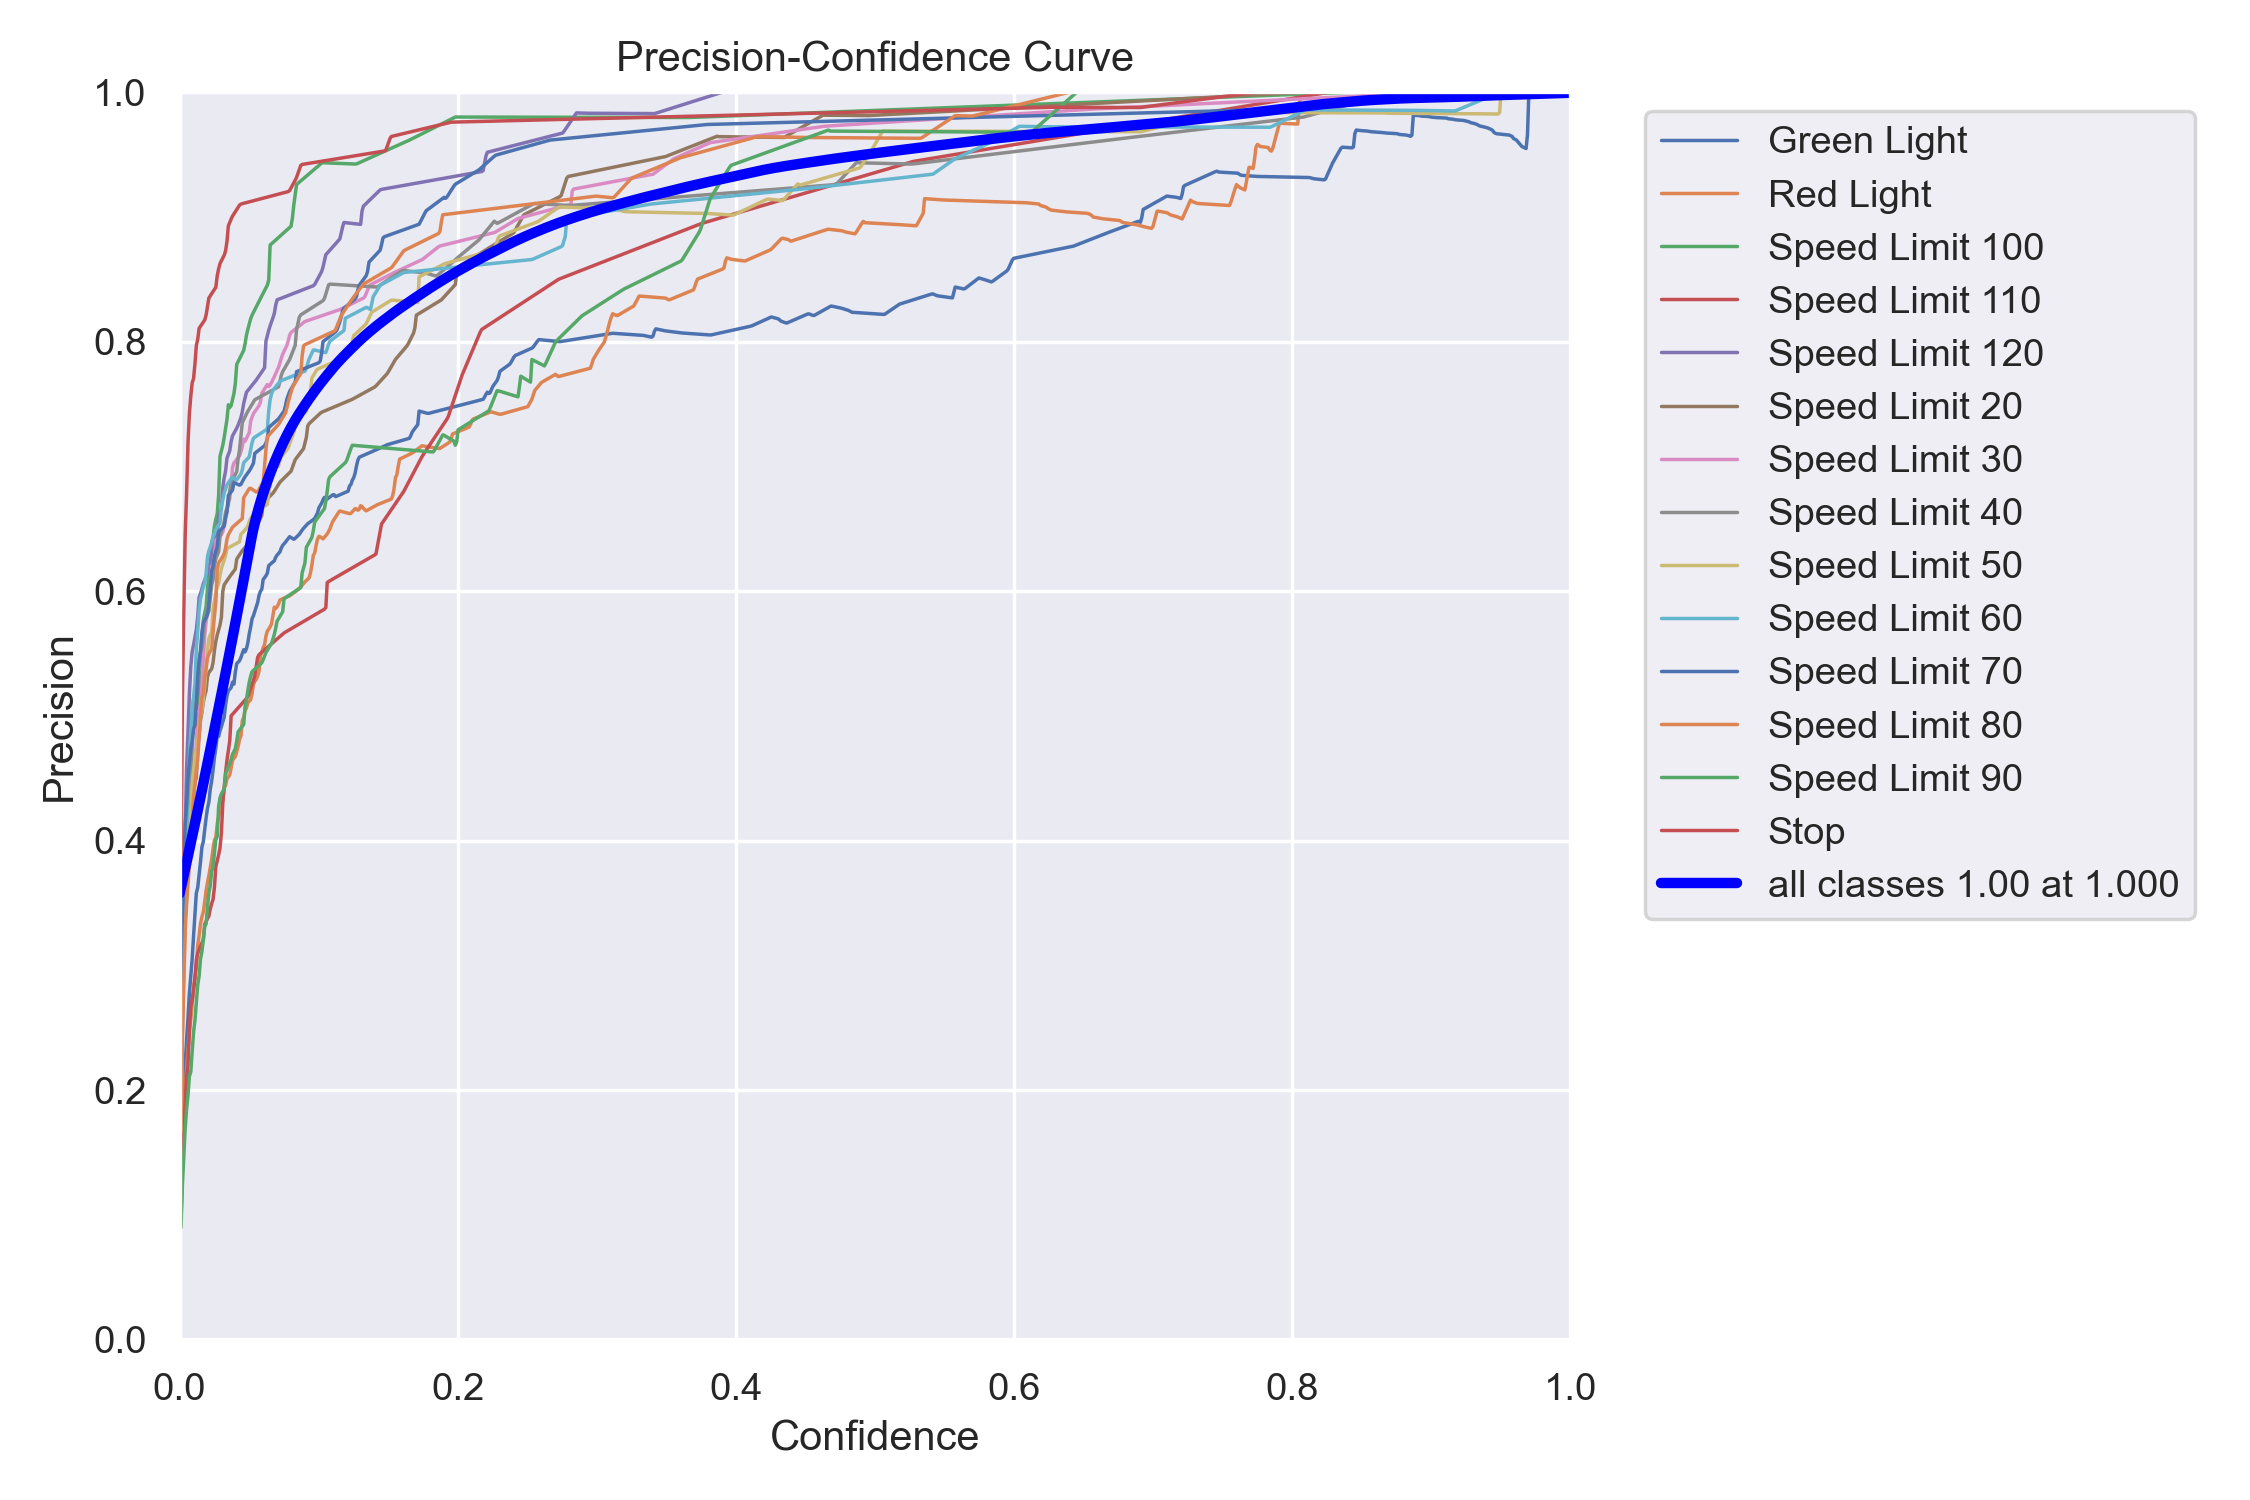 Precision-Confidence Curve
1.0
0.8
0.6
0.4
0.2
0.0
Precision
0.0 0.2 0.4 0.6 0.8 1.0
Confidence
Green Light
Red Light
Speed Limit 100
Speed Limit 110
Speed Limit 120
Speed Limit 20
Speed Limit 30
Speed Limit 40
Speed Limit 50
Speed Limit 60
Speed Limit 70
Speed Limit 80
Speed Limit 90
Stop
all classes 1.00 at 1.000